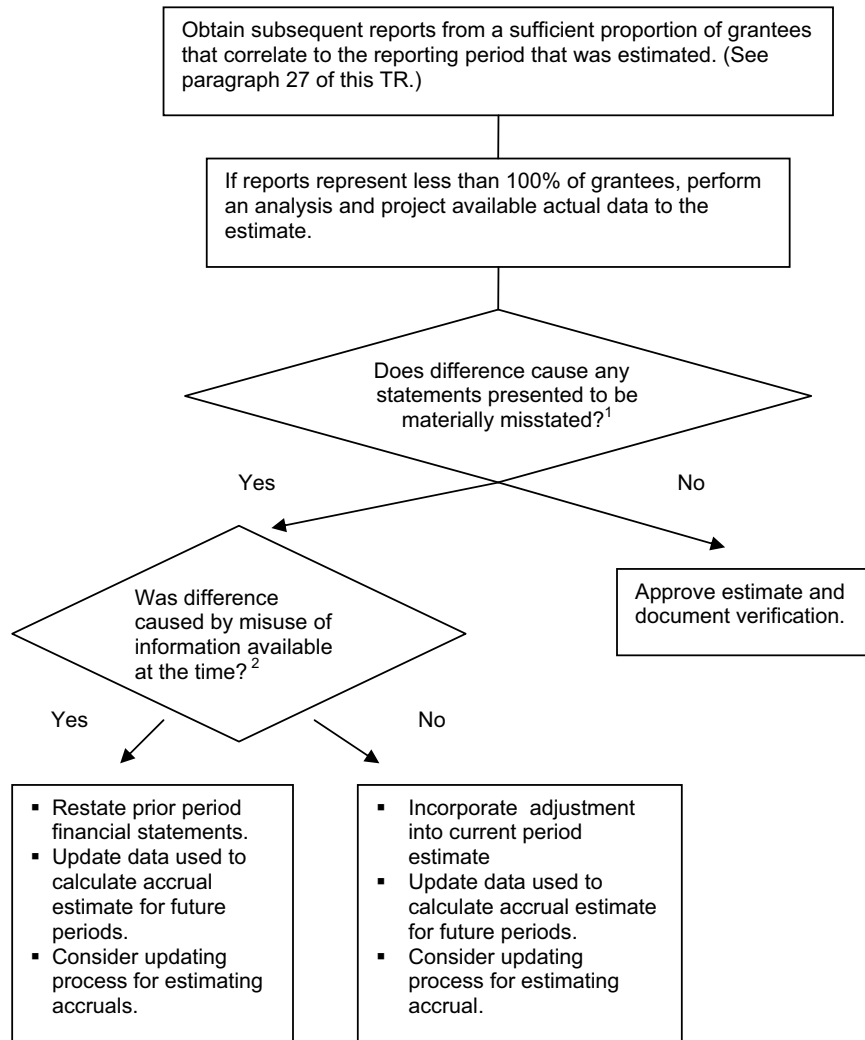 Obtain subsequent reports from a sufficient proportion of grantees
that correlate to the reporting period that was estimated. (See
paragraph 27 of this TR.)
If reports represent less than 100% of grantees, perform
an analysis and project available actual data to the
estimate.
Does difference cause any
statements presented to be
materially misstated?1
Yes
No
Approve estimate and
document verification.
Was difference
caused by misuse of
information available
at the time? 2
Yes
No
▪ Restate prior period
financial statements.
▪ Update data used to
calculate accrual
estimate for future
periods.
▪ Consider updating
process for estimating
accruals.
▪ Incorporate adjustment
into current period
estimate
▪ Update data used to
calculate accrual estimate
for future periods.
▪ Consider updating
process for estimating
accrual.